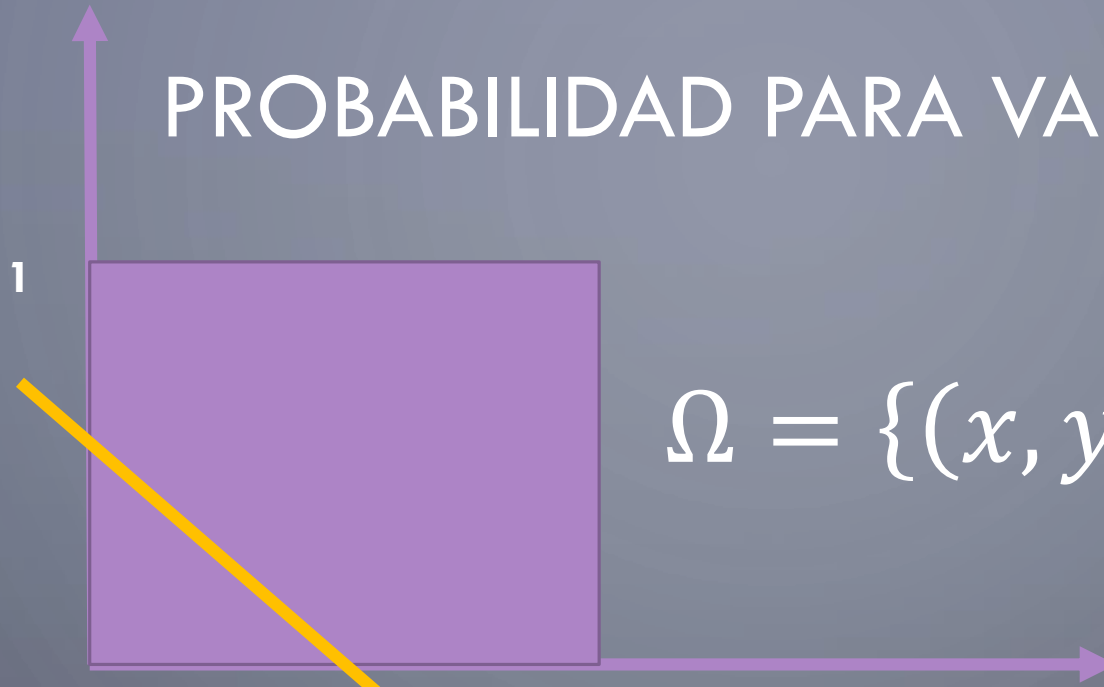 PROBABILIDAD PARA VA
1
Ω = {(x, y